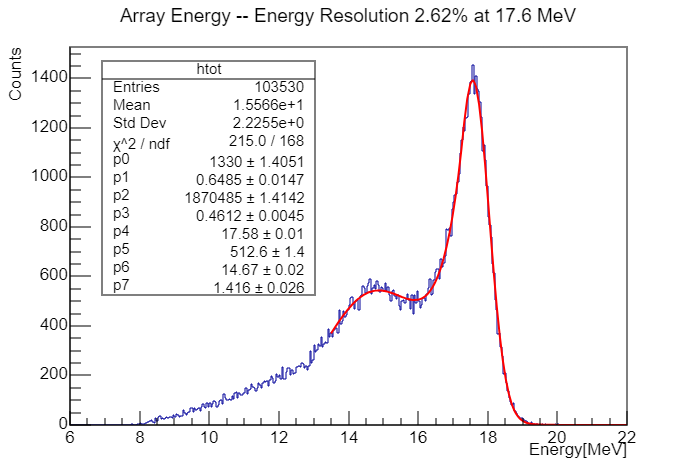 Array Energy -- Energy Resolution 2.62% at 17.6 MeV
Counts
htot
Entries 103530
Mean 1.5566e+1
Std Dev 2.2255e+0
χ^2 / ndf 215.0 / 168
p0 1330 ± 1.4051
p1 0.6485 ± 0.0147
p2 1870485 ± 1.4142
p3 0.4612 ± 0.0045
p4 17.58 ± 0.01
p5 512.6 ± 1.4
p6 14.67 ± 0.02
p7 1.416 ± 0.026
1400
1200
1000
800
600
400
200
0
6 8 10 12 14 16 18 20 22
Energy[MeV]